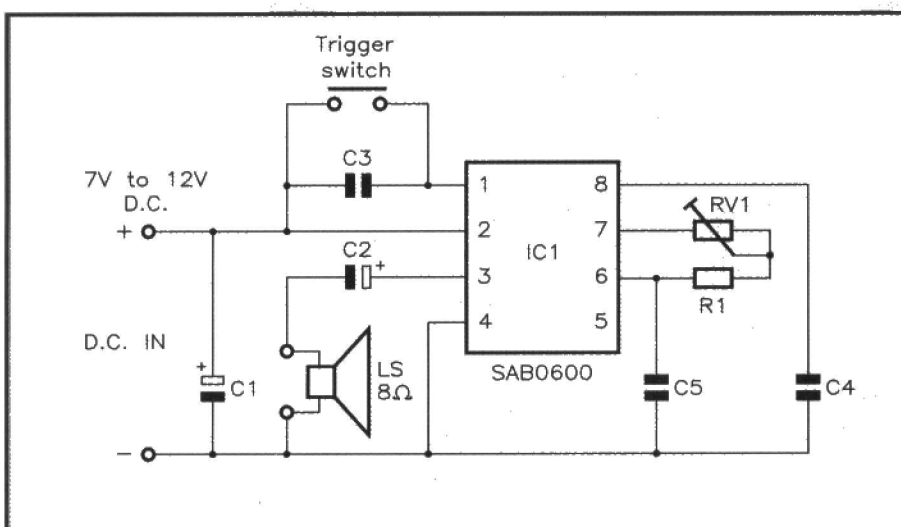 Trigger
switch
C3
7V to 12V
D.C.
+
1
8
RV1
2
7
C2
+
IC1
3
6
R1
D.C. IN
4
5
+
C1
LS
8Ω
SAB0600
C5
C4
-